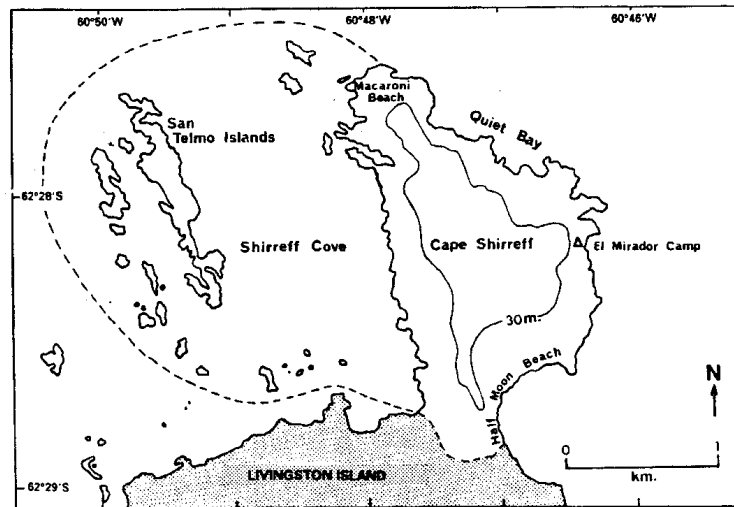 60°50'W
60°48'W
60°46'W
Macaroni
Beach
Quiet Bay
San
Telmo Islands
62°28'S
Shirreff Cove
Cape Shirreff
El Mirador Camp
30m.
Half Moon Beach
N
0
1
km.
LIVINGSTON ISLAND
62°29'S